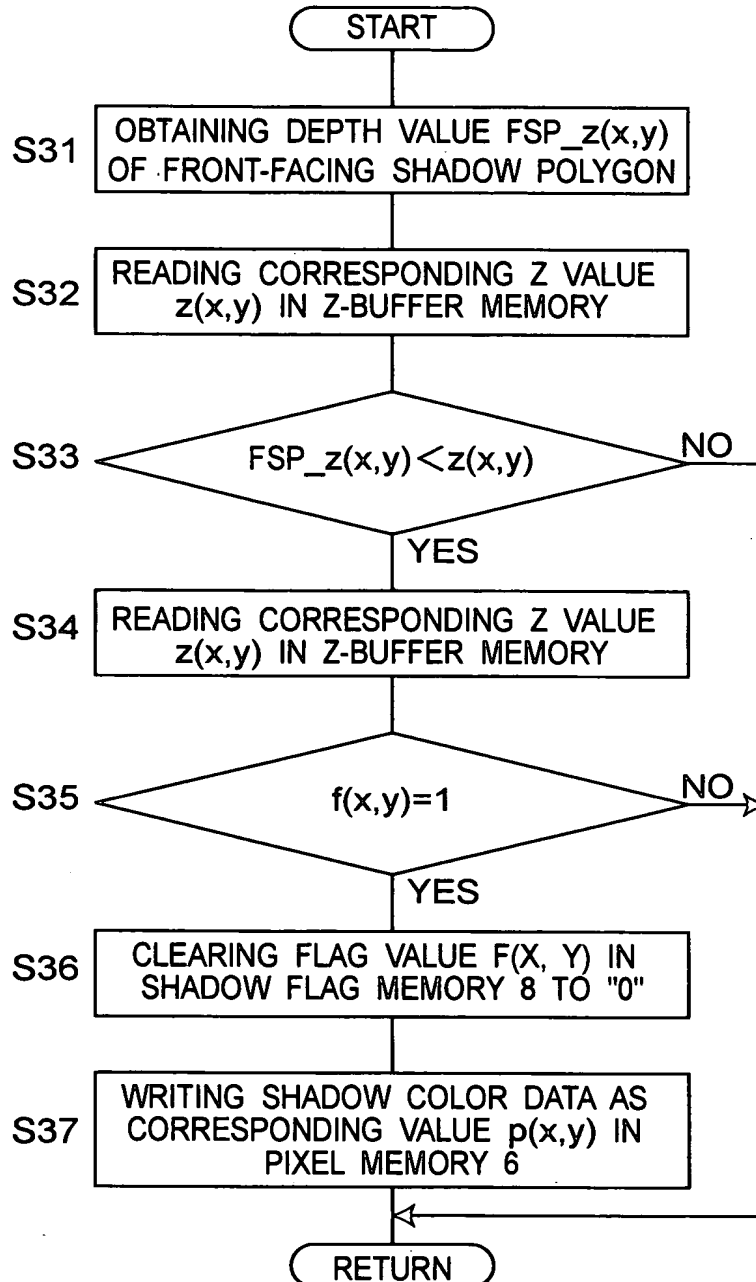 START
S31
OBTAINING DEPTH VALUE FSP_z(x,y)
OF FRONT-FACING SHADOW POLYGON
S32
READING CORRESPONDING Z VALUE
z(x,y) IN Z-BUFFER MEMORY
S33
FSP_z(x,y)<z(x,y)
NO
YES
S34
READING CORRESPONDING Z VALUE
z(x,y) IN Z-BUFFER MEMORY
S35
f(x,y)=1
NO
YES
S36
CLEARING FLAG VALUE F(X, Y) IN
SHADOW FLAG MEMORY 8 TO "0"
S37
WRITING SHADOW COLOR DATA AS
CORRESPONDING VALUE p(x,y) IN
PIXEL MEMORY 6
RETURN